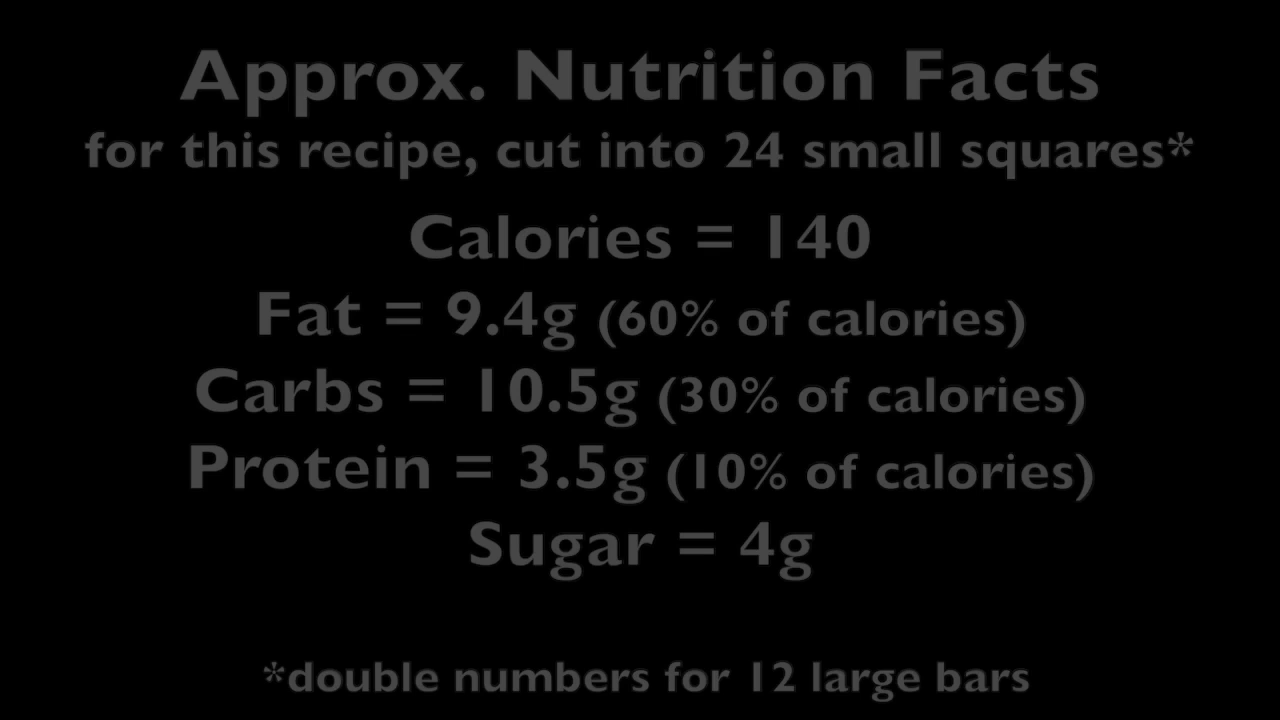 Approx. Nutrition Facts
for this recipe, cut into 24 small squares*
Calories = 140
Fat = 9.4g (60% of calories)
Carbs = 10.5g (30% of calories)
Protein = 3.5g (10% of calories)
Sugar = 4g
*double numbers for 12 large bars